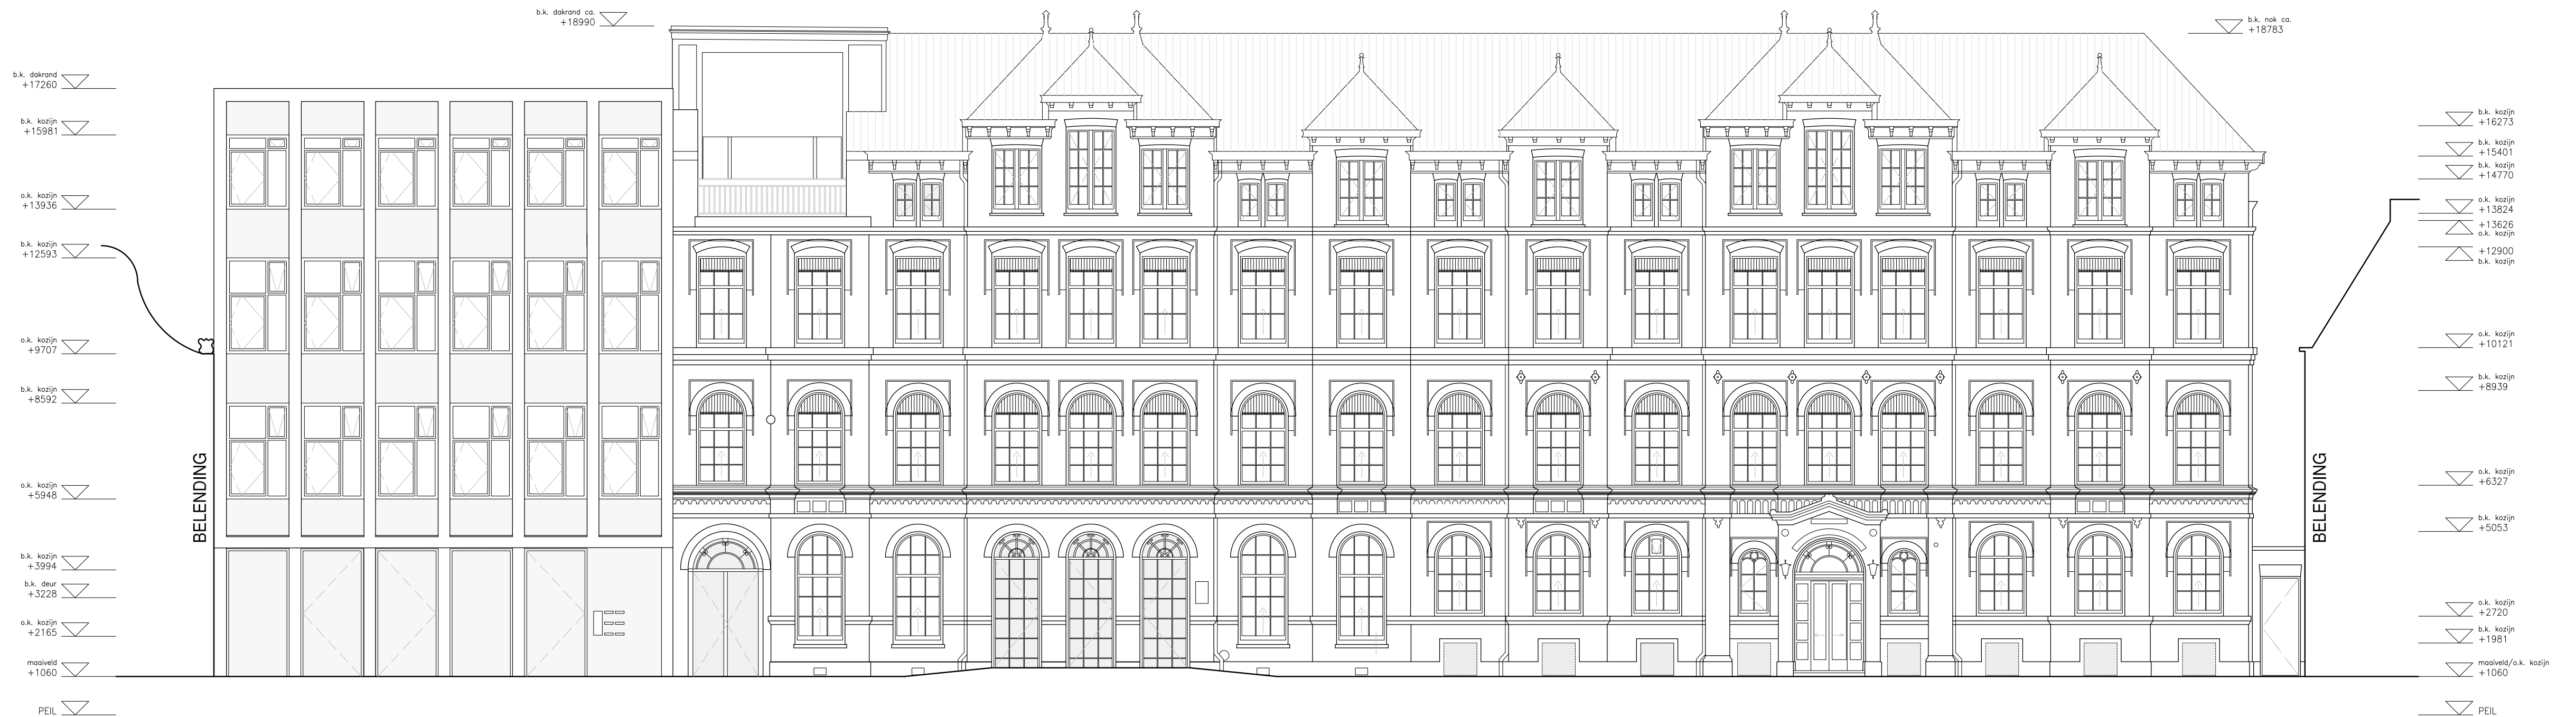 b.k. dakrand ca.
+18990
b.k. nok ca.
+18783
b.k. dakrand
+17260
b.k. kozijn
+15981
o.k. kozijn
+13936
b.k. kozijn
+12593
o.k. kozijn
+9707
b.k. kozijn
+8592
o.k. kozijn
+5948
b.k. kozijn
+3994
b.k. deur
+3228
o.k. kozijn
+2165
maaiveld
+1060
PEIL
BELENDING
BELENDING
b.k. kozijn
+16273
b.k. kozijn
+15401
b.k. kozijn
+14770
o.k. kozijn
+13824
+13626
o.k. kozijn
+12900
b.k. kozijn
o.k. kozijn
+10121
b.k. kozijn
+8939
o.k. kozijn
+6327
b.k. kozijn
+5053
o.k. kozijn
+2720
b.k. kozijn
+1981
maaiveld/o.k. kozijn
+1060
PEIL